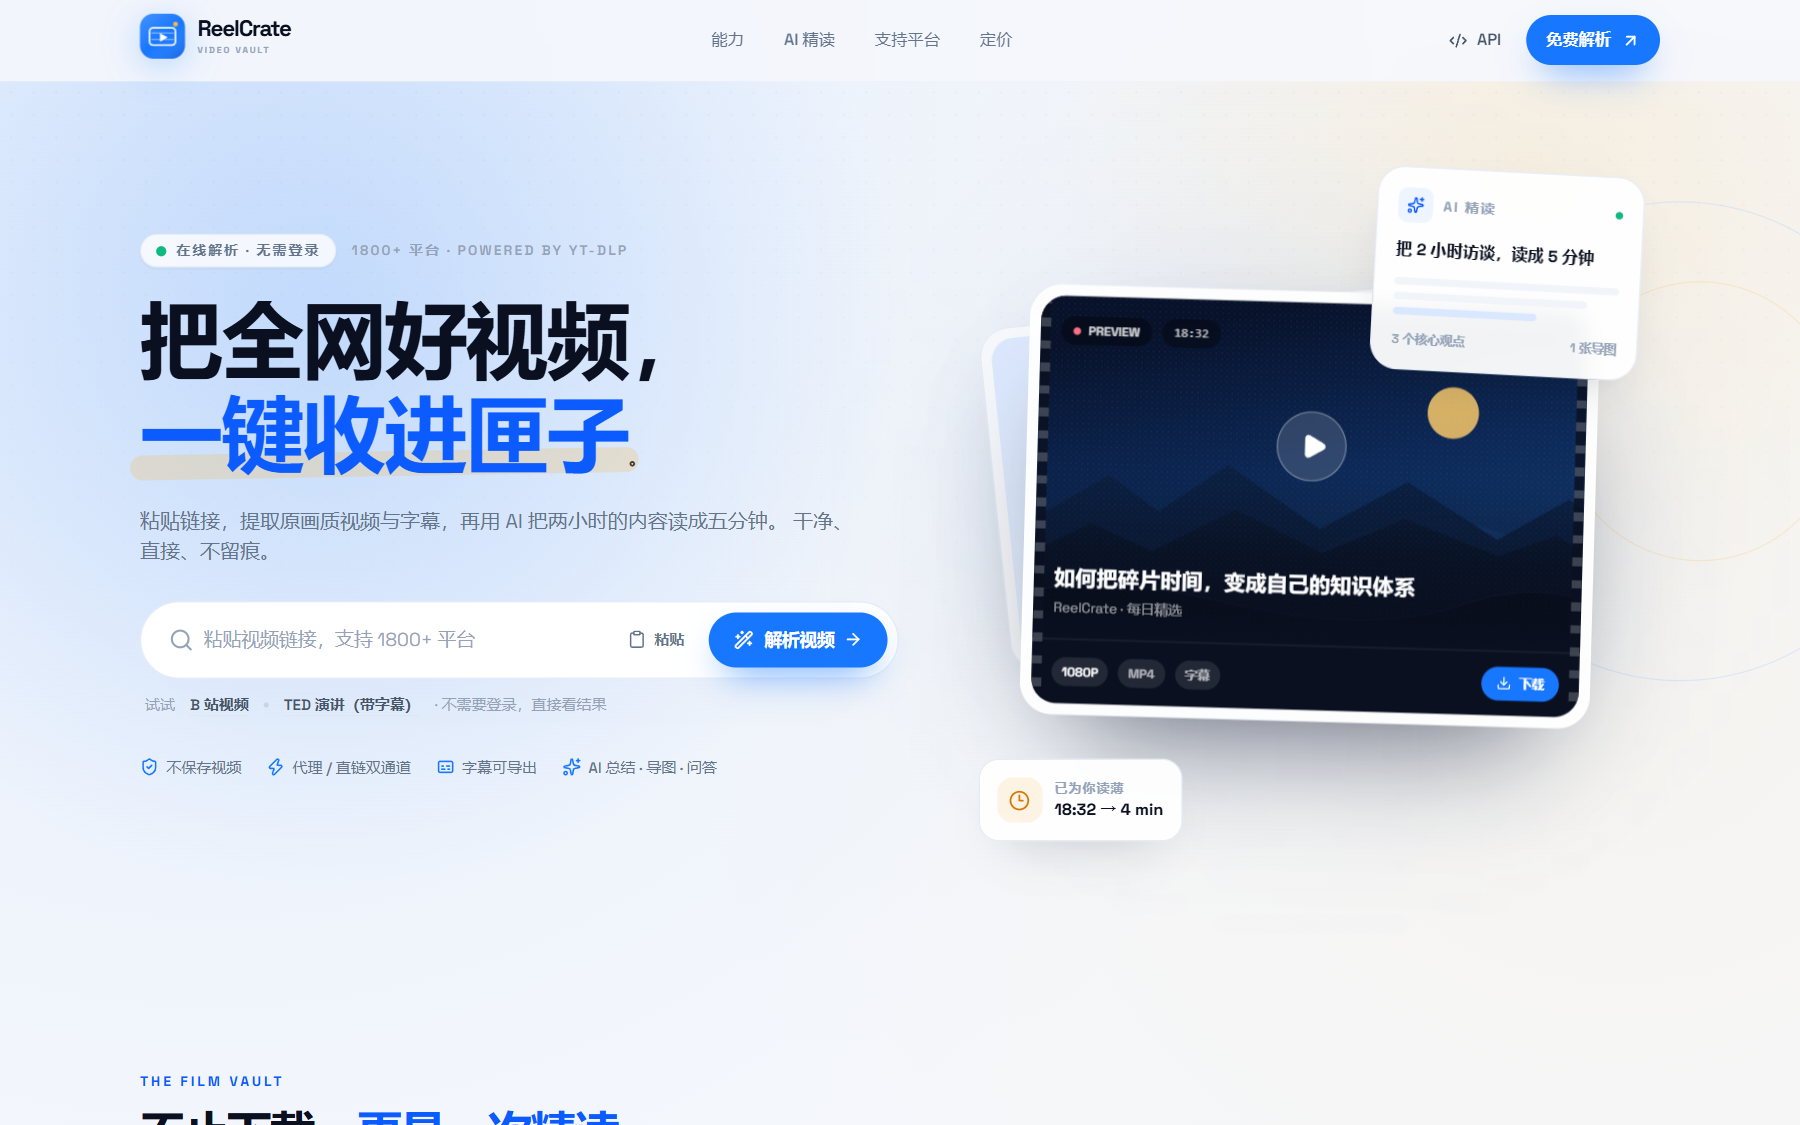 ReelCrate
VIDEO VAULT
能力
AI 精读
支持平台
定价
API
免费解析
在线解析 · 无需登录
1800+ 平台 · POWERED BY YT-DLP
把全网好视频，
一键收进匣子。
粘贴链接，提取原画质视频与字幕，再用 AI 把两小时的内容读成五分钟。 干净、
直接、不留痕。
粘贴视频链接，支持 1800+ 平台
粘贴
解析视频
试试 B 站视频 • TED 演讲（带字幕） · 不需要登录，直接看结果
不保存视频
代理 / 直链双通道
字幕可导出
AI 总结 · 导图 · 问答
AI 精读
把 2 小时访谈，读成 5 分钟
3 个核心观点
1 张导图
PREVIEW
18:32
如何把碎片时间，变成自己的知识体系
ReelCrate · 每日精选
1080P
MP4
字幕
下载
已为你读薄
18:32 → 4 min
THE FILM VAULT